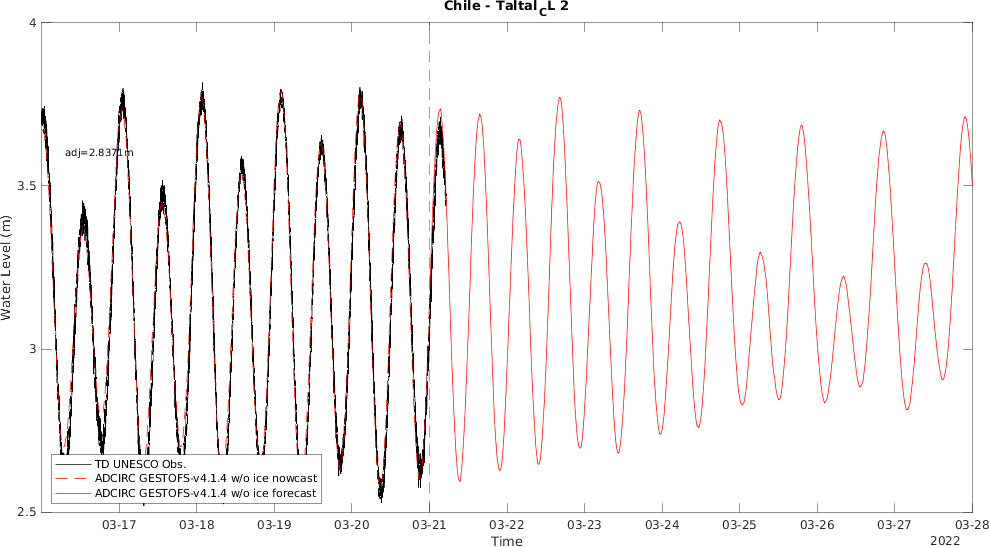 Chile - Taltal_CL 2
4
adj=2.8371m
3.5
Water Level (m)
3
TD UNESCO Obs.
ADCIRC GESTOFS-v4.1.4 w/o ice nowcast
ADCIRC GESTOFS-v4.1.4 w/o ice forecast
2.5
03-17 03-18 03-19 03-20 03-21 03-22 03-23 03-24 03-25 03-26 03-27 03-28
Time
2022